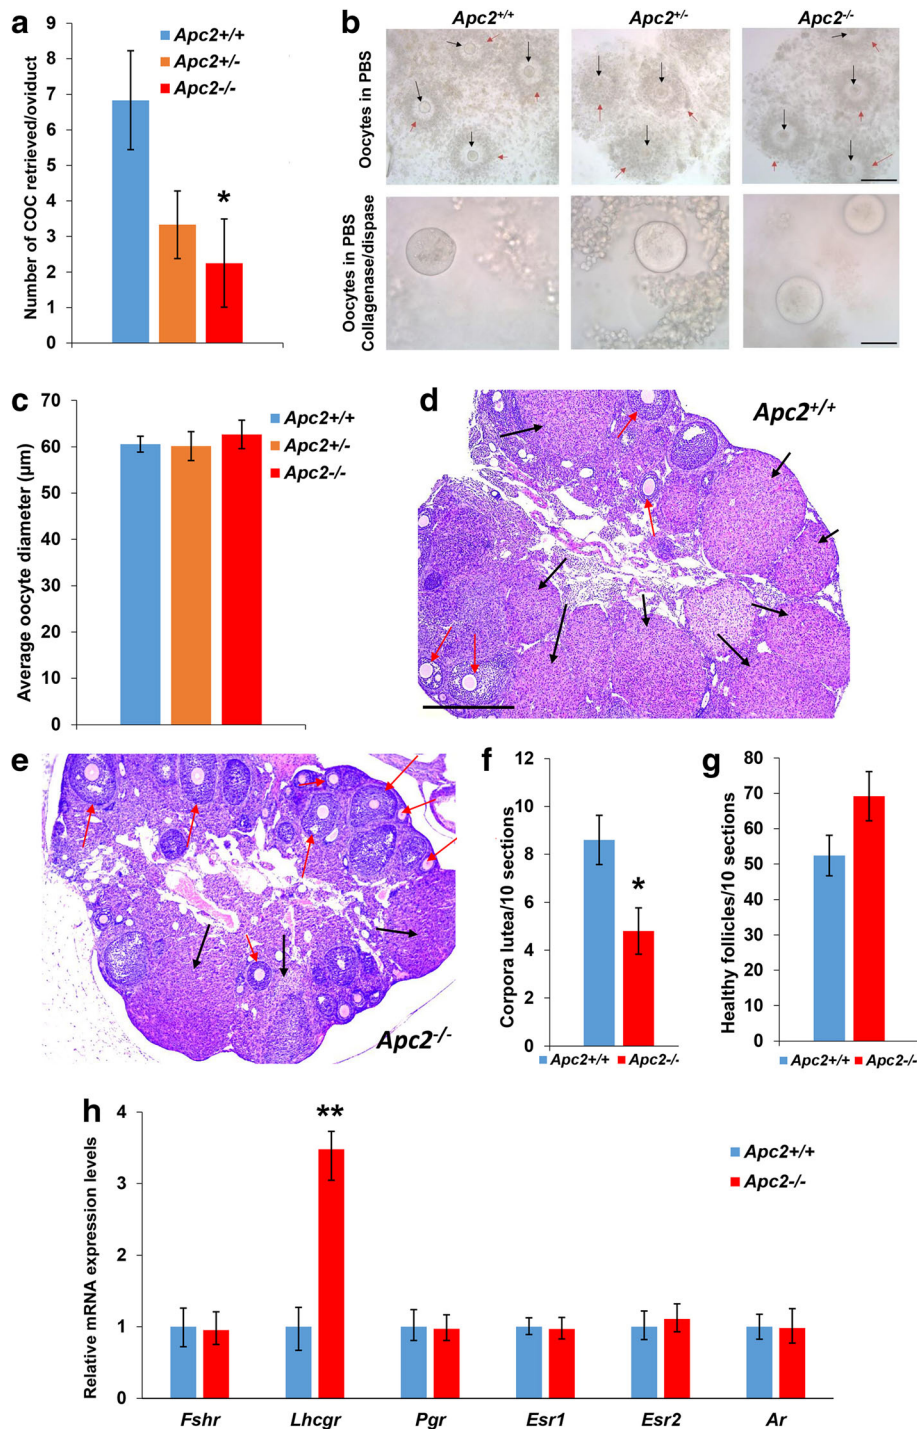 a
9
8
7
6
5
4
3
2
1
0
Number of COC retrieved/oviduct
Apc2+/+
Apc2+/-
Apc2-/-
*
b
Apc2+/+
Apc2+/-
Apc2-/-
Oocytes in PBS
Oocytes in PBS
Collagenase/dispase
c
70
60
50
40
30
20
10
0
Average oocyte diameter (µm)
Apc2+/+
Apc2+/-
Apc2-/-
d
Apc2+/+
e
Apc2-/-
f
12
10
8
6
4
2
0
Corpora lutea/10 sections
*
Apc2+/+ Apc2-/-
g
80
70
60
50
40
30
20
10
0
Healthy follicles/10 sections
Apc2+/+ Apc2-/-
h
4
3
2
1
0
Relative mRNA expression levels
**
Apc2+/+
Apc2-/-
Fshr Lhcgr Pgr Esr1 Esr2 Ar